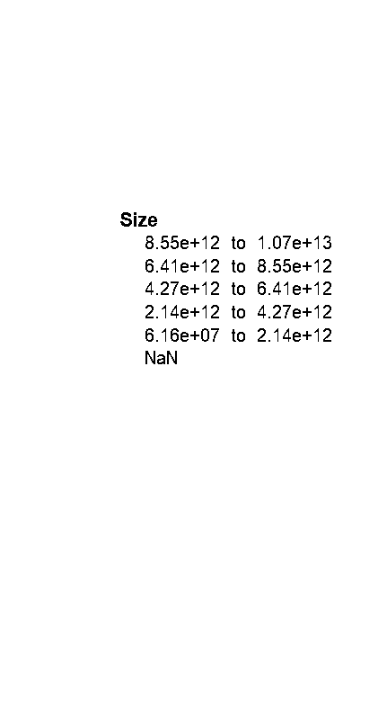 Size
8.55e+12 to 1.07e+13
6.41e+12 to 8.55e+12
4.27e+12 to 6.41e+12
2.14e+12 to 4.27e+12
6.16e+07 to 2.14e+12
NaN